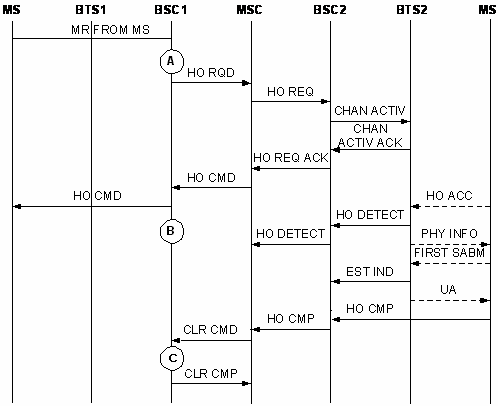 MS BTS1 BSC1 MSC BSC2 BTS2 MS
MR FROM MS
A
HO RQD
HO REQ
CHAN ACTIV
CHAN
ACTIV ACK
HO REQ ACK
HO CMD
HO CMD
HO ACC
HO DETECT
B
HO DETECT
PHY INFO
FIRST SABM
EST IND
UA
HO CMP
HO CMP
CLR CMD
C
CLR CMP